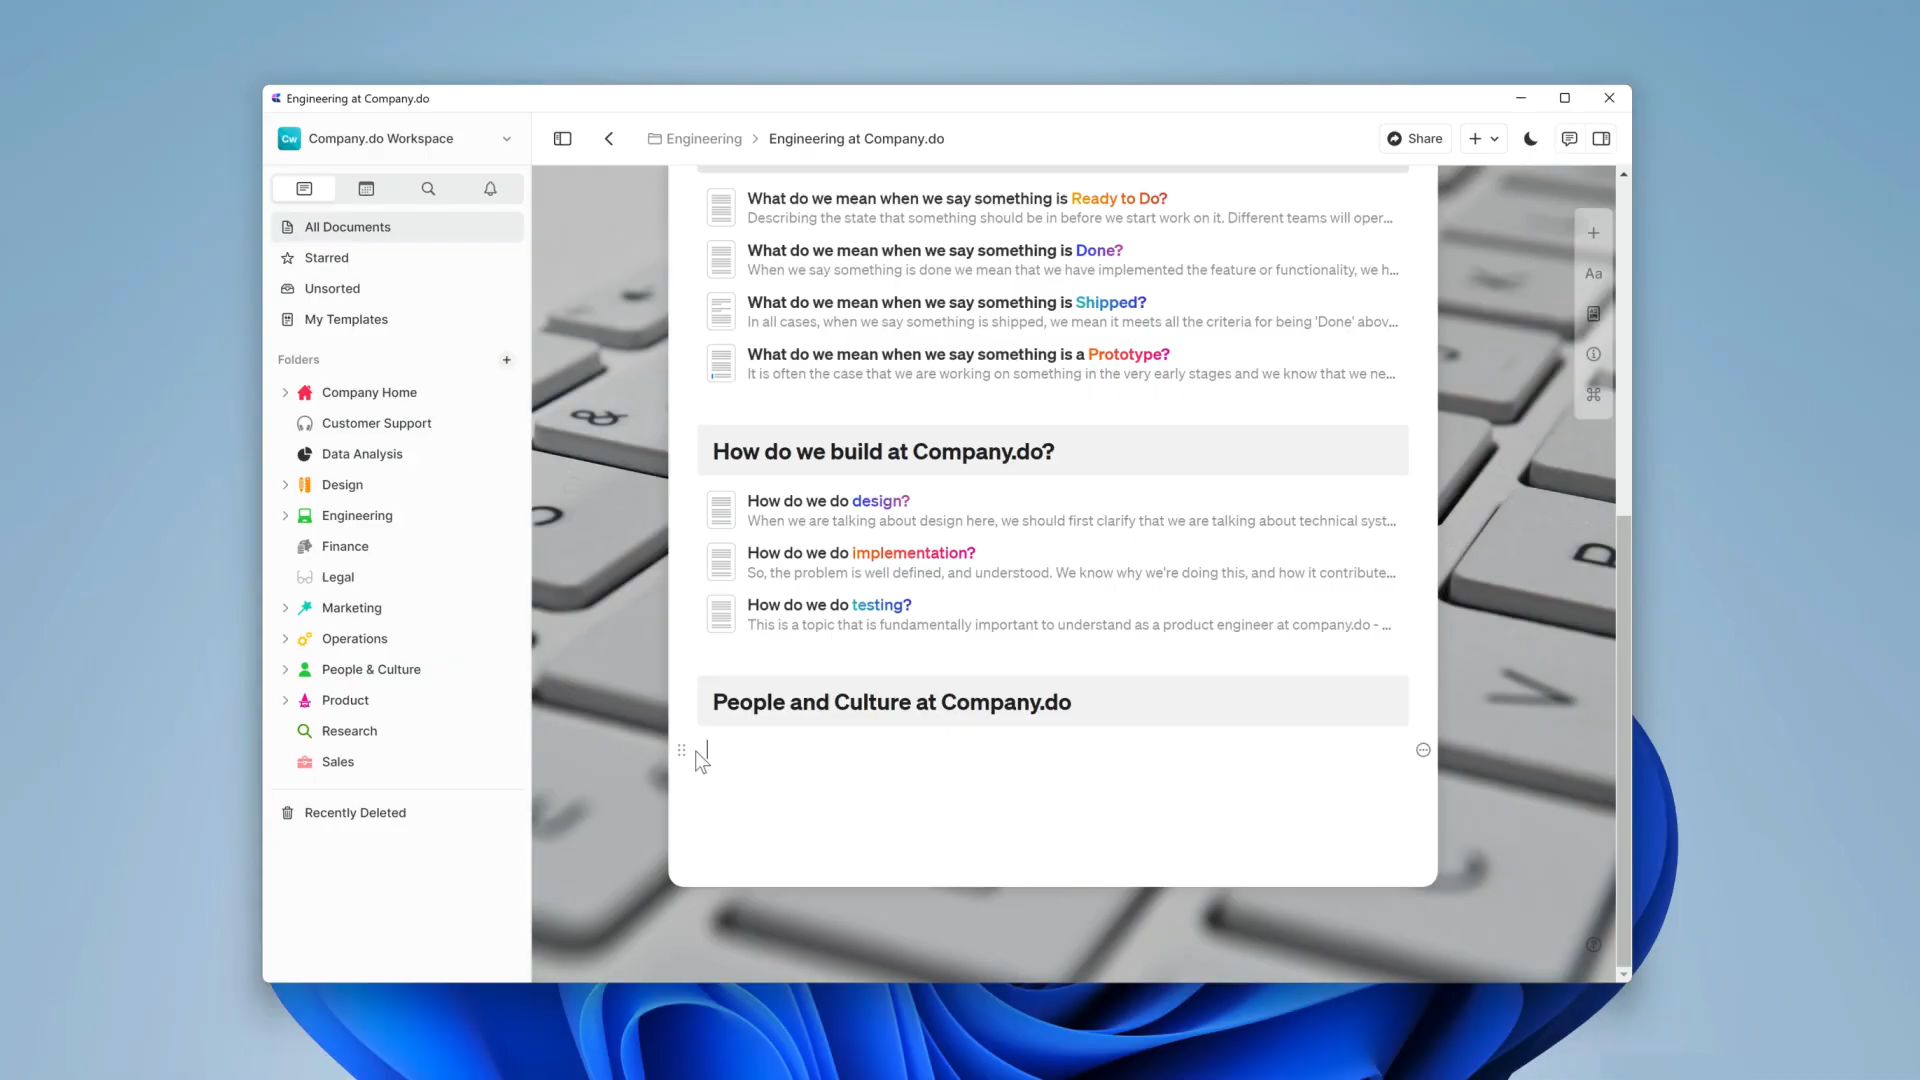 Engineering at Company.do
Cw Company.do Workspace
Engineering > Engineering at Company.do
Share
All Documents
Starred
Unsorted
My Templates
Folders
Company Home
Customer Support
Data Analysis
Design
Engineering
Finance
Legal
Marketing
Operations
People & Culture
Product
Research
Sales
Recently Deleted
What do we mean when we say something is Ready to Do?
Describing the state that something should be in before we start work on it. Different teams will oper...
What do we mean when we say something is Done?
When we say something is done we mean that we have implemented the feature or functionality, we h...
What do we mean when we say something is Shipped?
In all cases, when we say something is shipped, we mean it meets all the criteria for being 'Done' abov...
What do we mean when we say something is a Prototype?
It is often the case that we are working on something in the very early stages and we know that we ne...
How do we build at Company.do?
How do we do design?
When we are talking about design here, we should first clarify that we are talking about technical syst...
How do we do implementation?
So, the problem is well defined, and understood. We know why we're doing this, and how it contribute...
How do we do testing?
This is a topic that is fundamentally important to understand as a product engineer at company.do - ...
People and Culture at Company.do
Aa
&
D
V